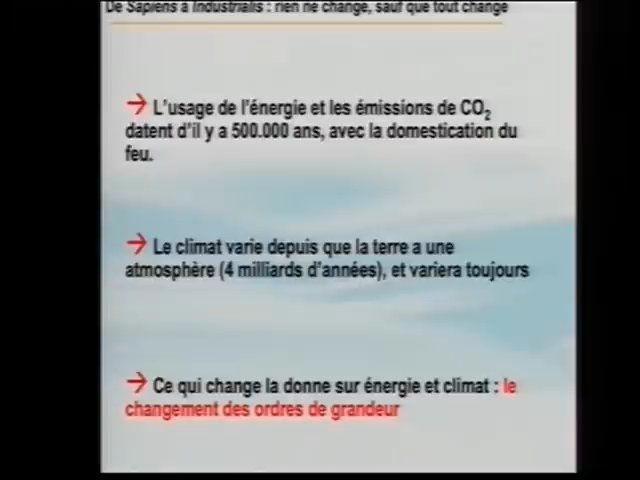 De Sapiens à Industrialis : rien ne change, sauf que tout change
→ L'usage de l'énergie et les émissions de CO₂
datent d'il y a 500.000 ans, avec la domestication du
feu.
→ Le climat varie depuis que la terre a une
atmosphère (4 milliards d'années), et variera toujours
→ Ce qui change la donne sur énergie et climat : le
changement des ordres de grandeur